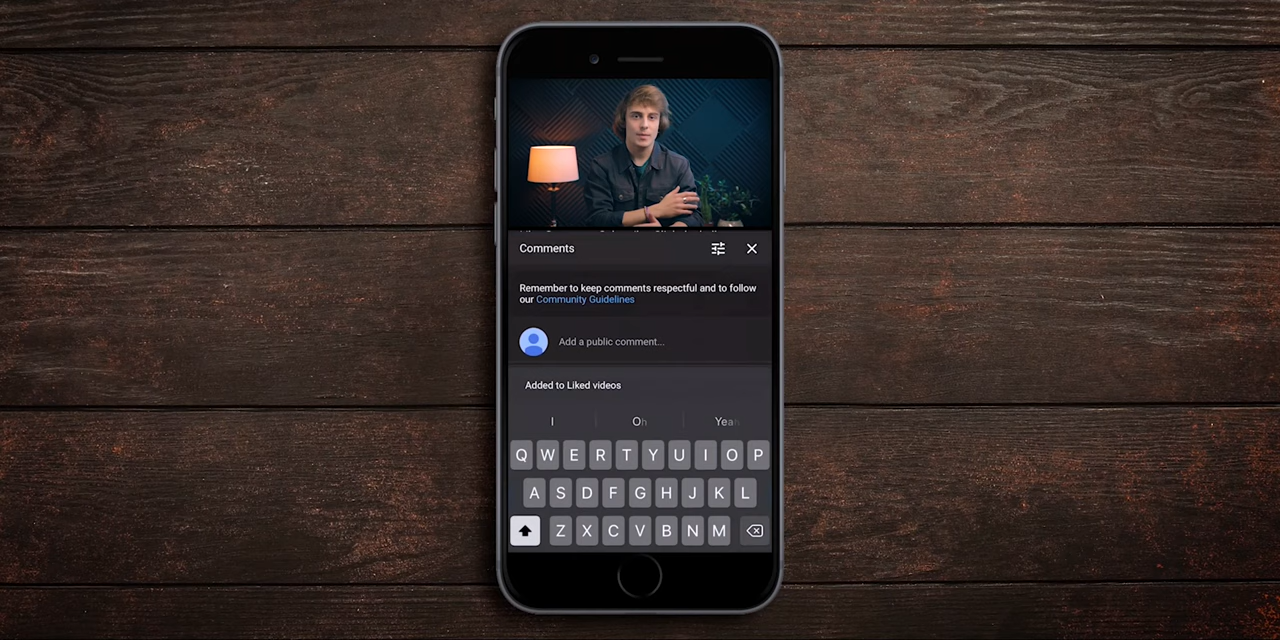 Comments
Remember to keep comments respectful and to follow
our Community Guidelines
Add a public comment...
Added to Liked videos
I Oh Yeah
Q W E R T Y U I O P
A S D F G H J K L
Z X C V B N M